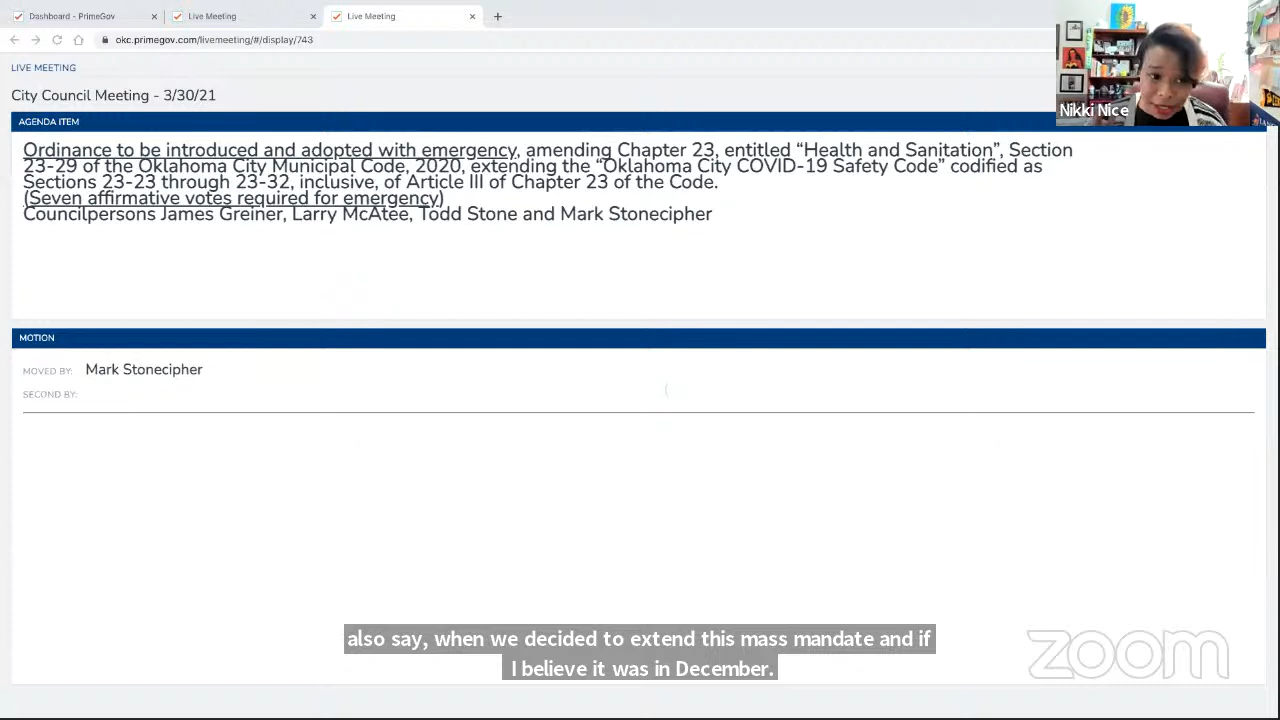 Dashboard - PrimeGov
Live Meeting
Live Meeting
okc.primegov.com/livemeeting/#/display/743
LIVE MEETING
City Council Meeting - 3/30/21
AGENDA ITEM
Ordinance to be introduced and adopted with emergency, amending Chapter 23, entitled “Health and Sanitation”, Section
23-29 of the Oklahoma City Municipal Code, 2020, extending the “Oklahoma City COVID-19 Safety Code” codified as
Sections 23-23 through 23-32, inclusive, of Article III of Chapter 23 of the Code.
(Seven affirmative votes required for emergency)
Councilpersons James Greiner, Larry McAtee, Todd Stone and Mark Stonecipher
MOTION
MOVED BY: Mark Stonecipher
SECOND BY:
Nikki Nice
also say, when we decided to extend this mass mandate and if
I believe it was in December.
zoom